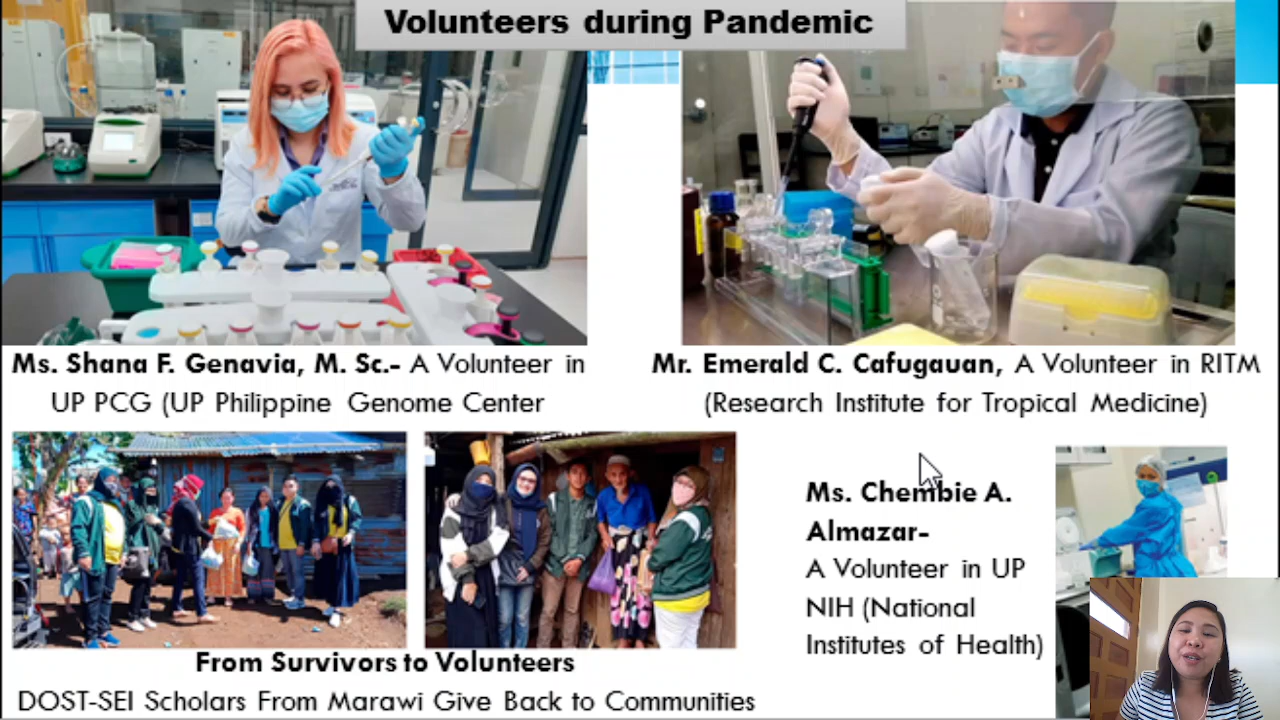 Volunteers during Pandemic
Ms. Shana F. Genavia, M. Sc.- A Volunteer in
UP PCG (UP Philippine Genome Center
Mr. Emerald C. Cafugauan, A Volunteer in RITM
(Research Institute for Tropical Medicine)
Ms. Chembie A.
Almazar-
A Volunteer in UP
NIH (National
Institutes of Health)
From Survivors to Volunteers
DOST-SEI Scholars From Marawi Give Back to Communities